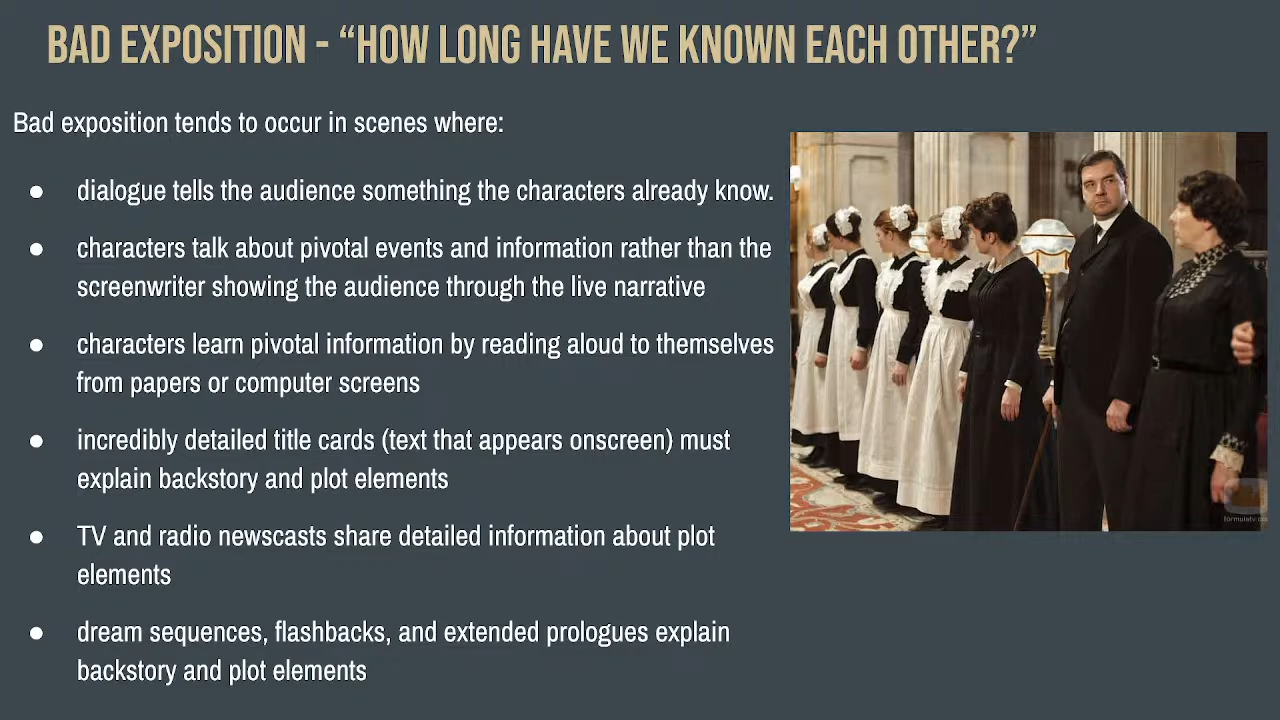 BAD EXPOSITION - “HOW LONG HAVE WE KNOWN EACH OTHER?”
Bad exposition tends to occur in scenes where:
● dialogue tells the audience something the characters already know.
● characters talk about pivotal events and information rather than the
screenwriter showing the audience through the live narrative
● characters learn pivotal information by reading aloud to themselves
from papers or computer screens
● incredibly detailed title cards (text that appears onscreen) must
explain backstory and plot elements
● TV and radio newscasts share detailed information about plot
elements
● dream sequences, flashbacks, and extended prologues explain
backstory and plot elements